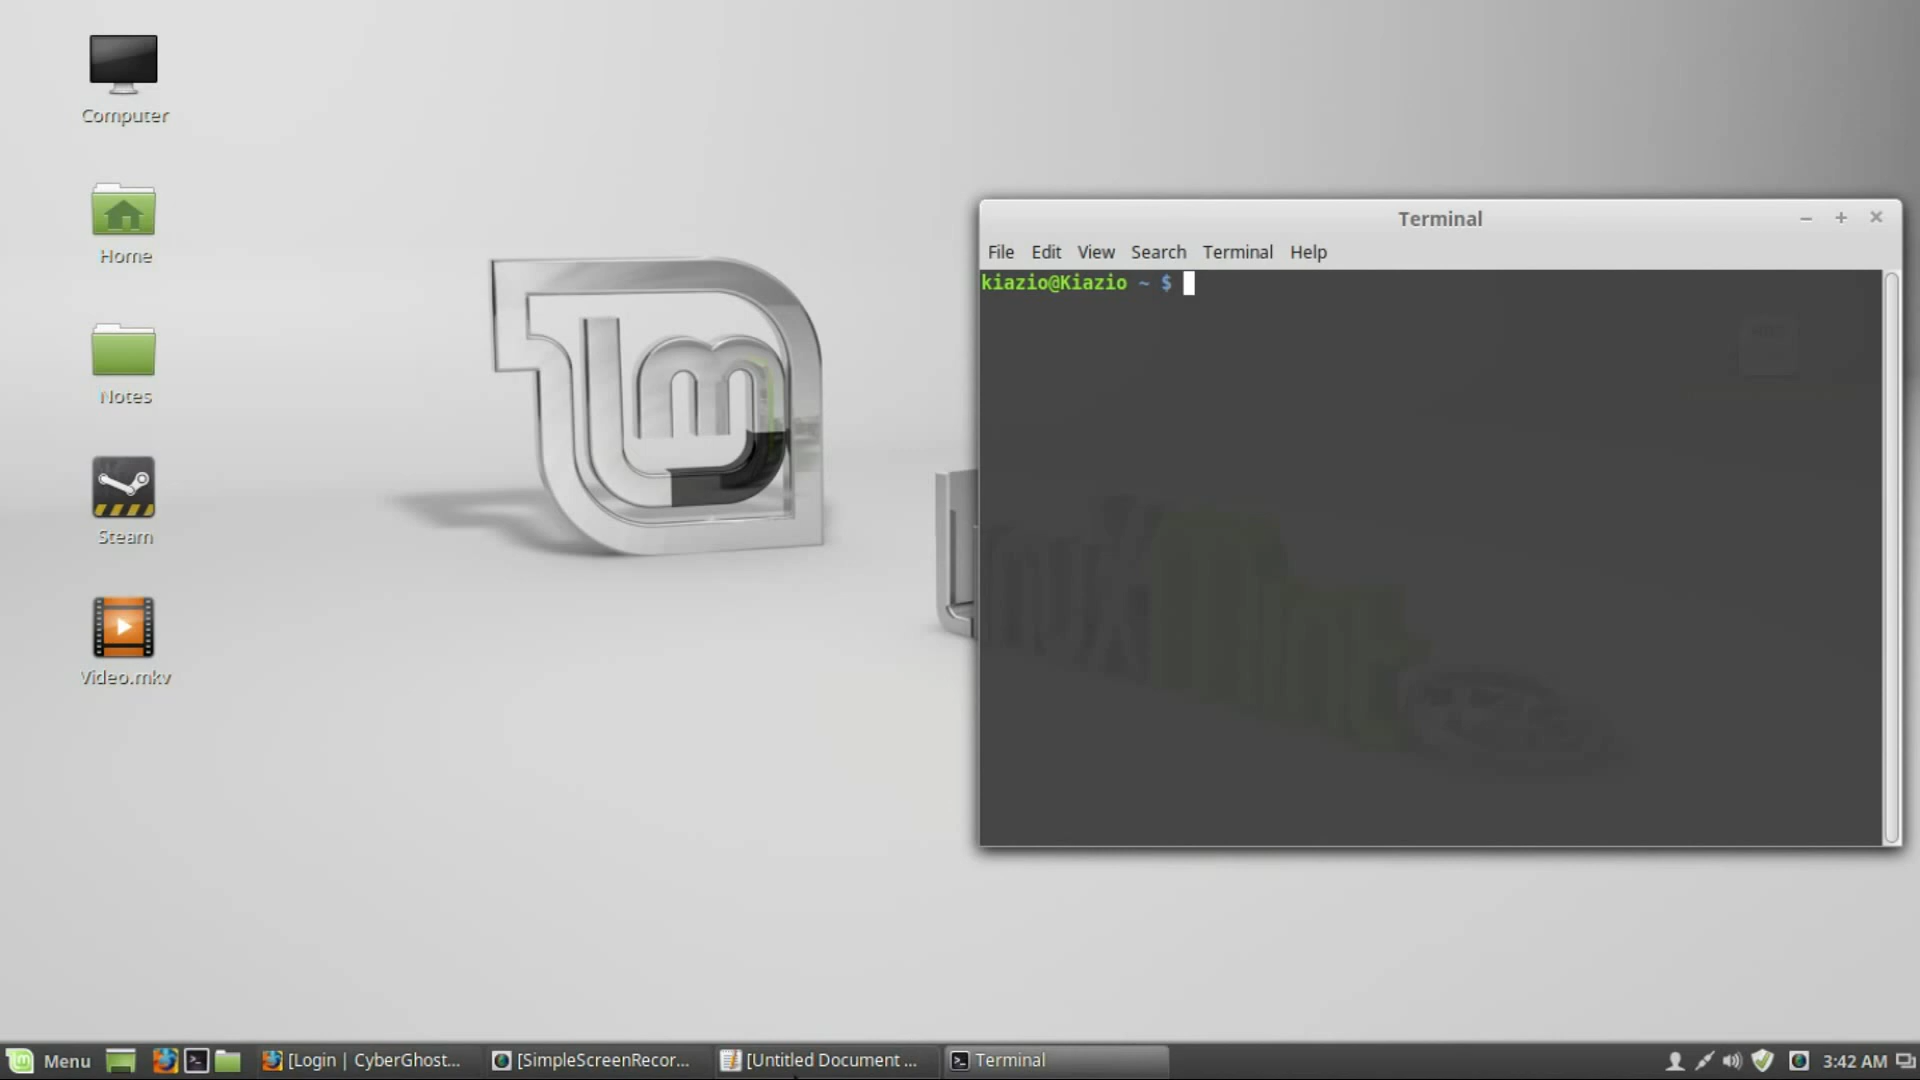 Computer
Home
Notes
Steam
Video.mkv
Terminal
File Edit View Search Terminal Help
kiazio@Kiazio ~ $
Menu
[Login | CyberGhost...
[SimpleScreenRecor...
[Untitled Document ...
Terminal
3:42 AM